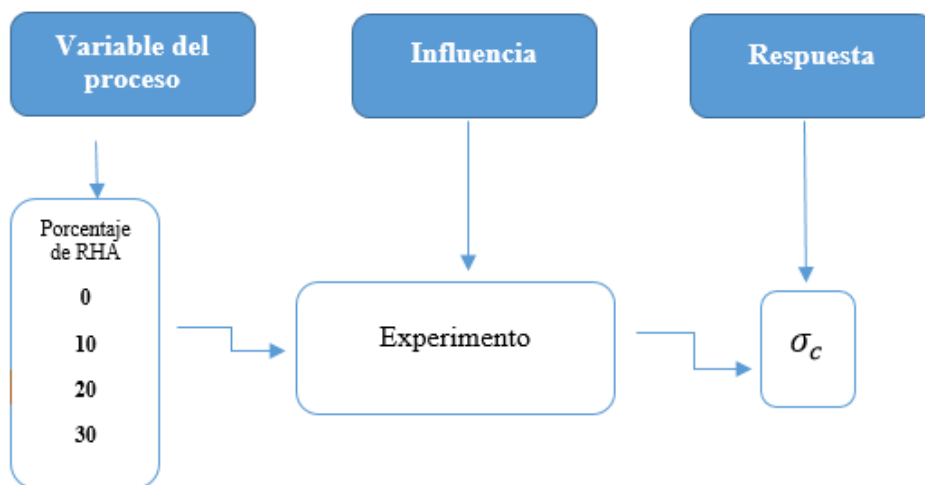 Variable del
proceso
Influencia
Respuesta
Porcentaje
de RHA
0
10
20
30
Experimento
σc